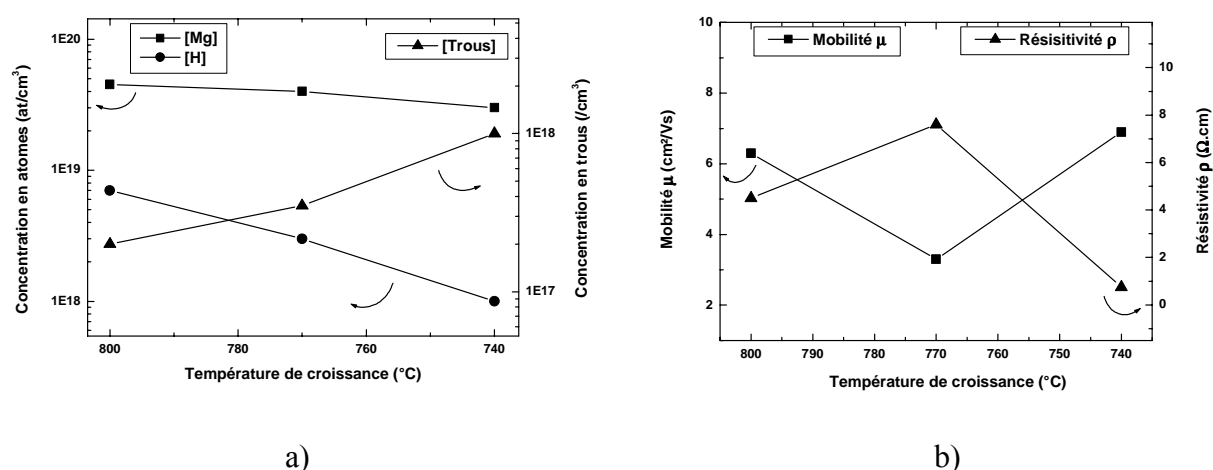 [Mg]
[H]
[Trous]
1E20
1E19
1E18
1E18
1E17
Concentration en atomes (at/cm³)
Concentration en trous (/cm³)
800
780
760
740
Température de croissance (°C)
a)
Mobilité μ
Résisitivité ρ
10
8
6
4
2
10
8
6
4
2
0
Mobilité μ (cm²/Vs)
Résistivité ρ (Ω.cm)
800
790
780
770
760
750
740
Température de croissance (°C)
b)